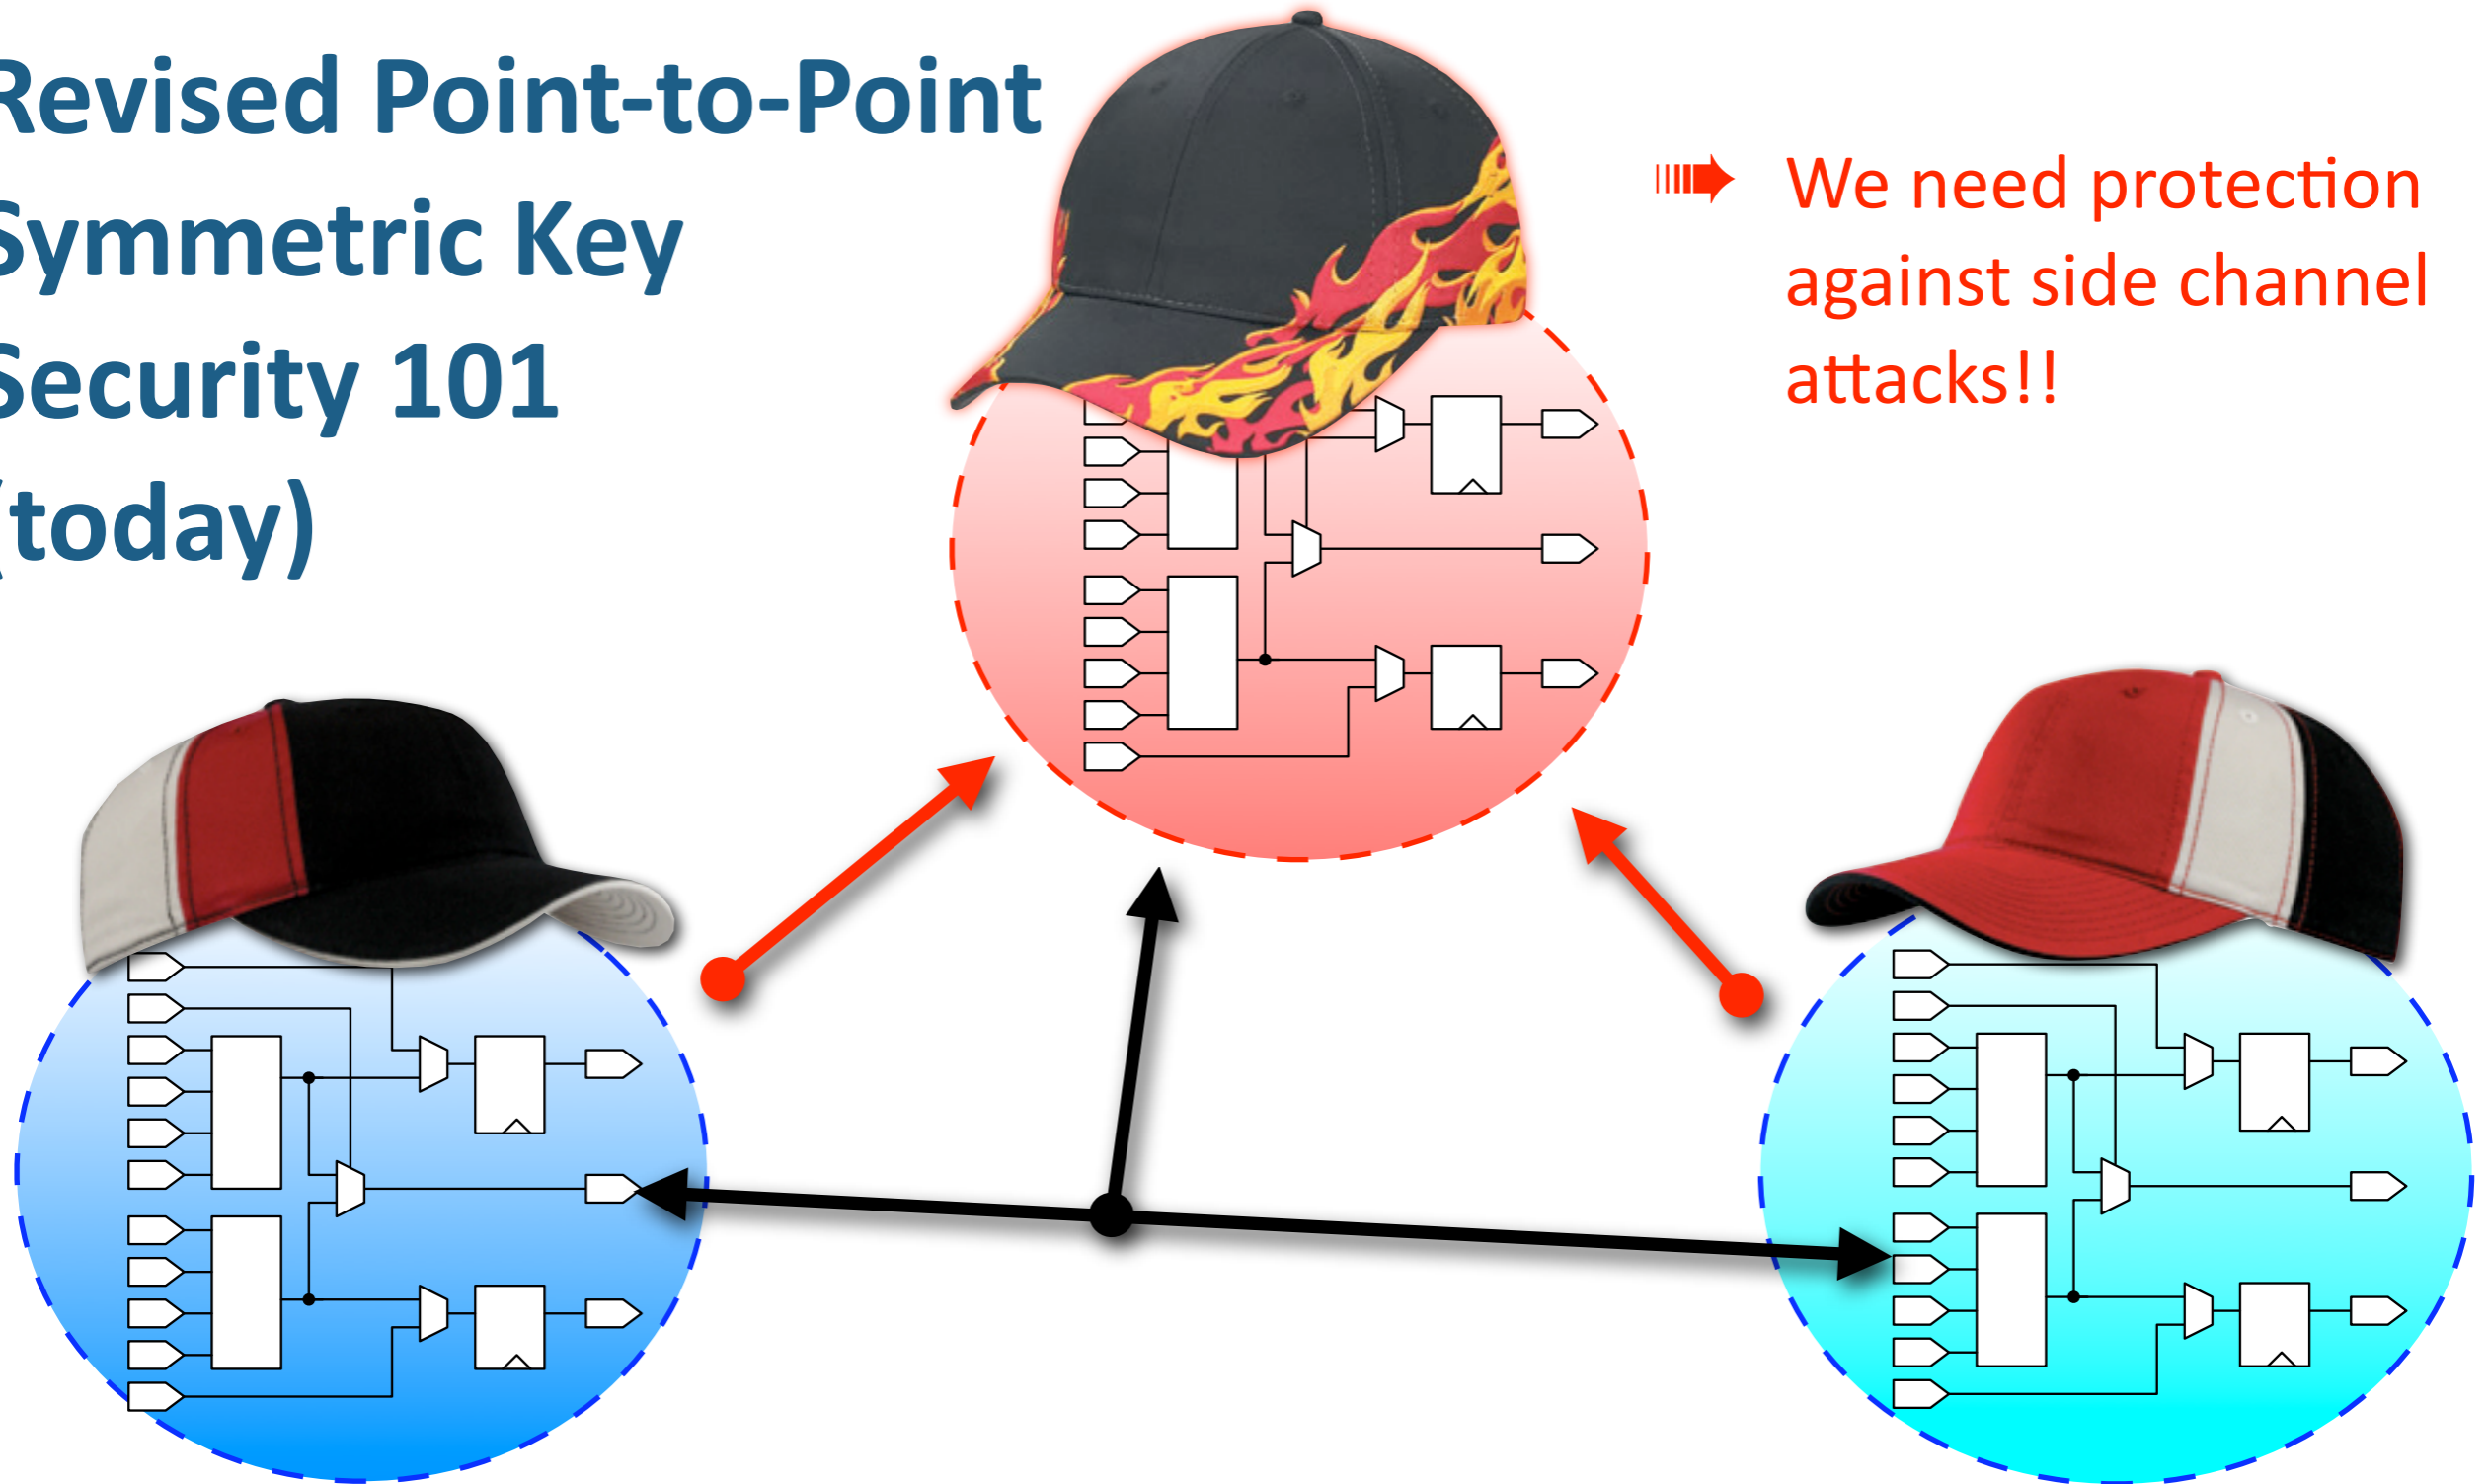 Revised Point-to-Point
Symmetric Key
Security 101
(today)
We need protection
against side channel
attacks!!